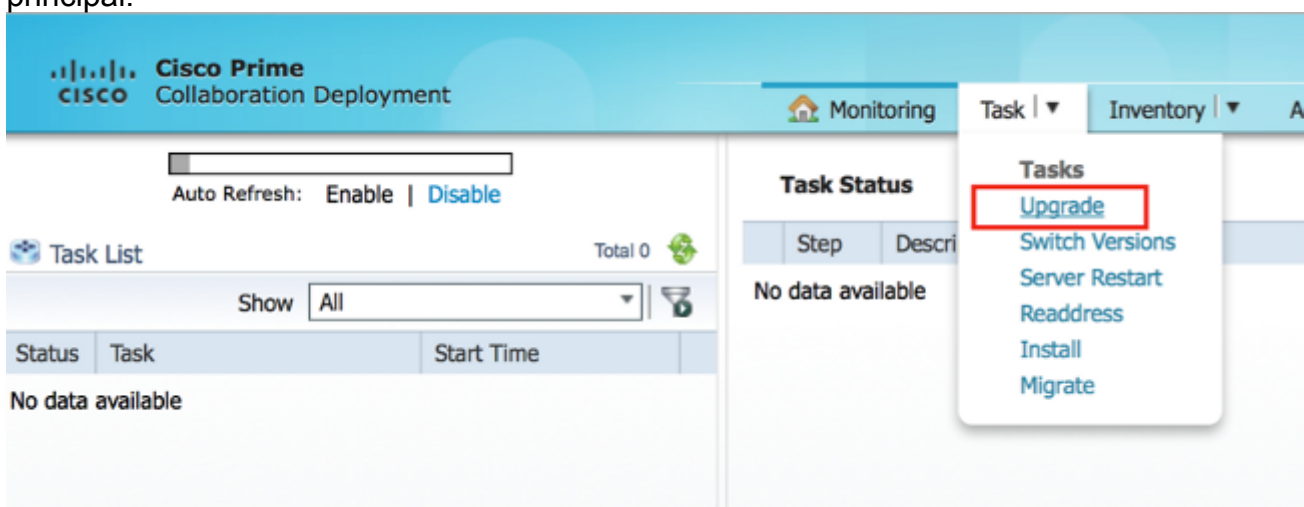 principal.
CISCO Cisco Prime
Collaboration Deployment
Monitoring Task Inventory A
Auto Refresh: Enable | Disable
Task List Total 0
Show All
Status Task Start Time
No data available
Task Status
Step Descri
No data available
Tasks
Upgrade
Switch Versions
Server Restart
Readdress
Install
Migrate